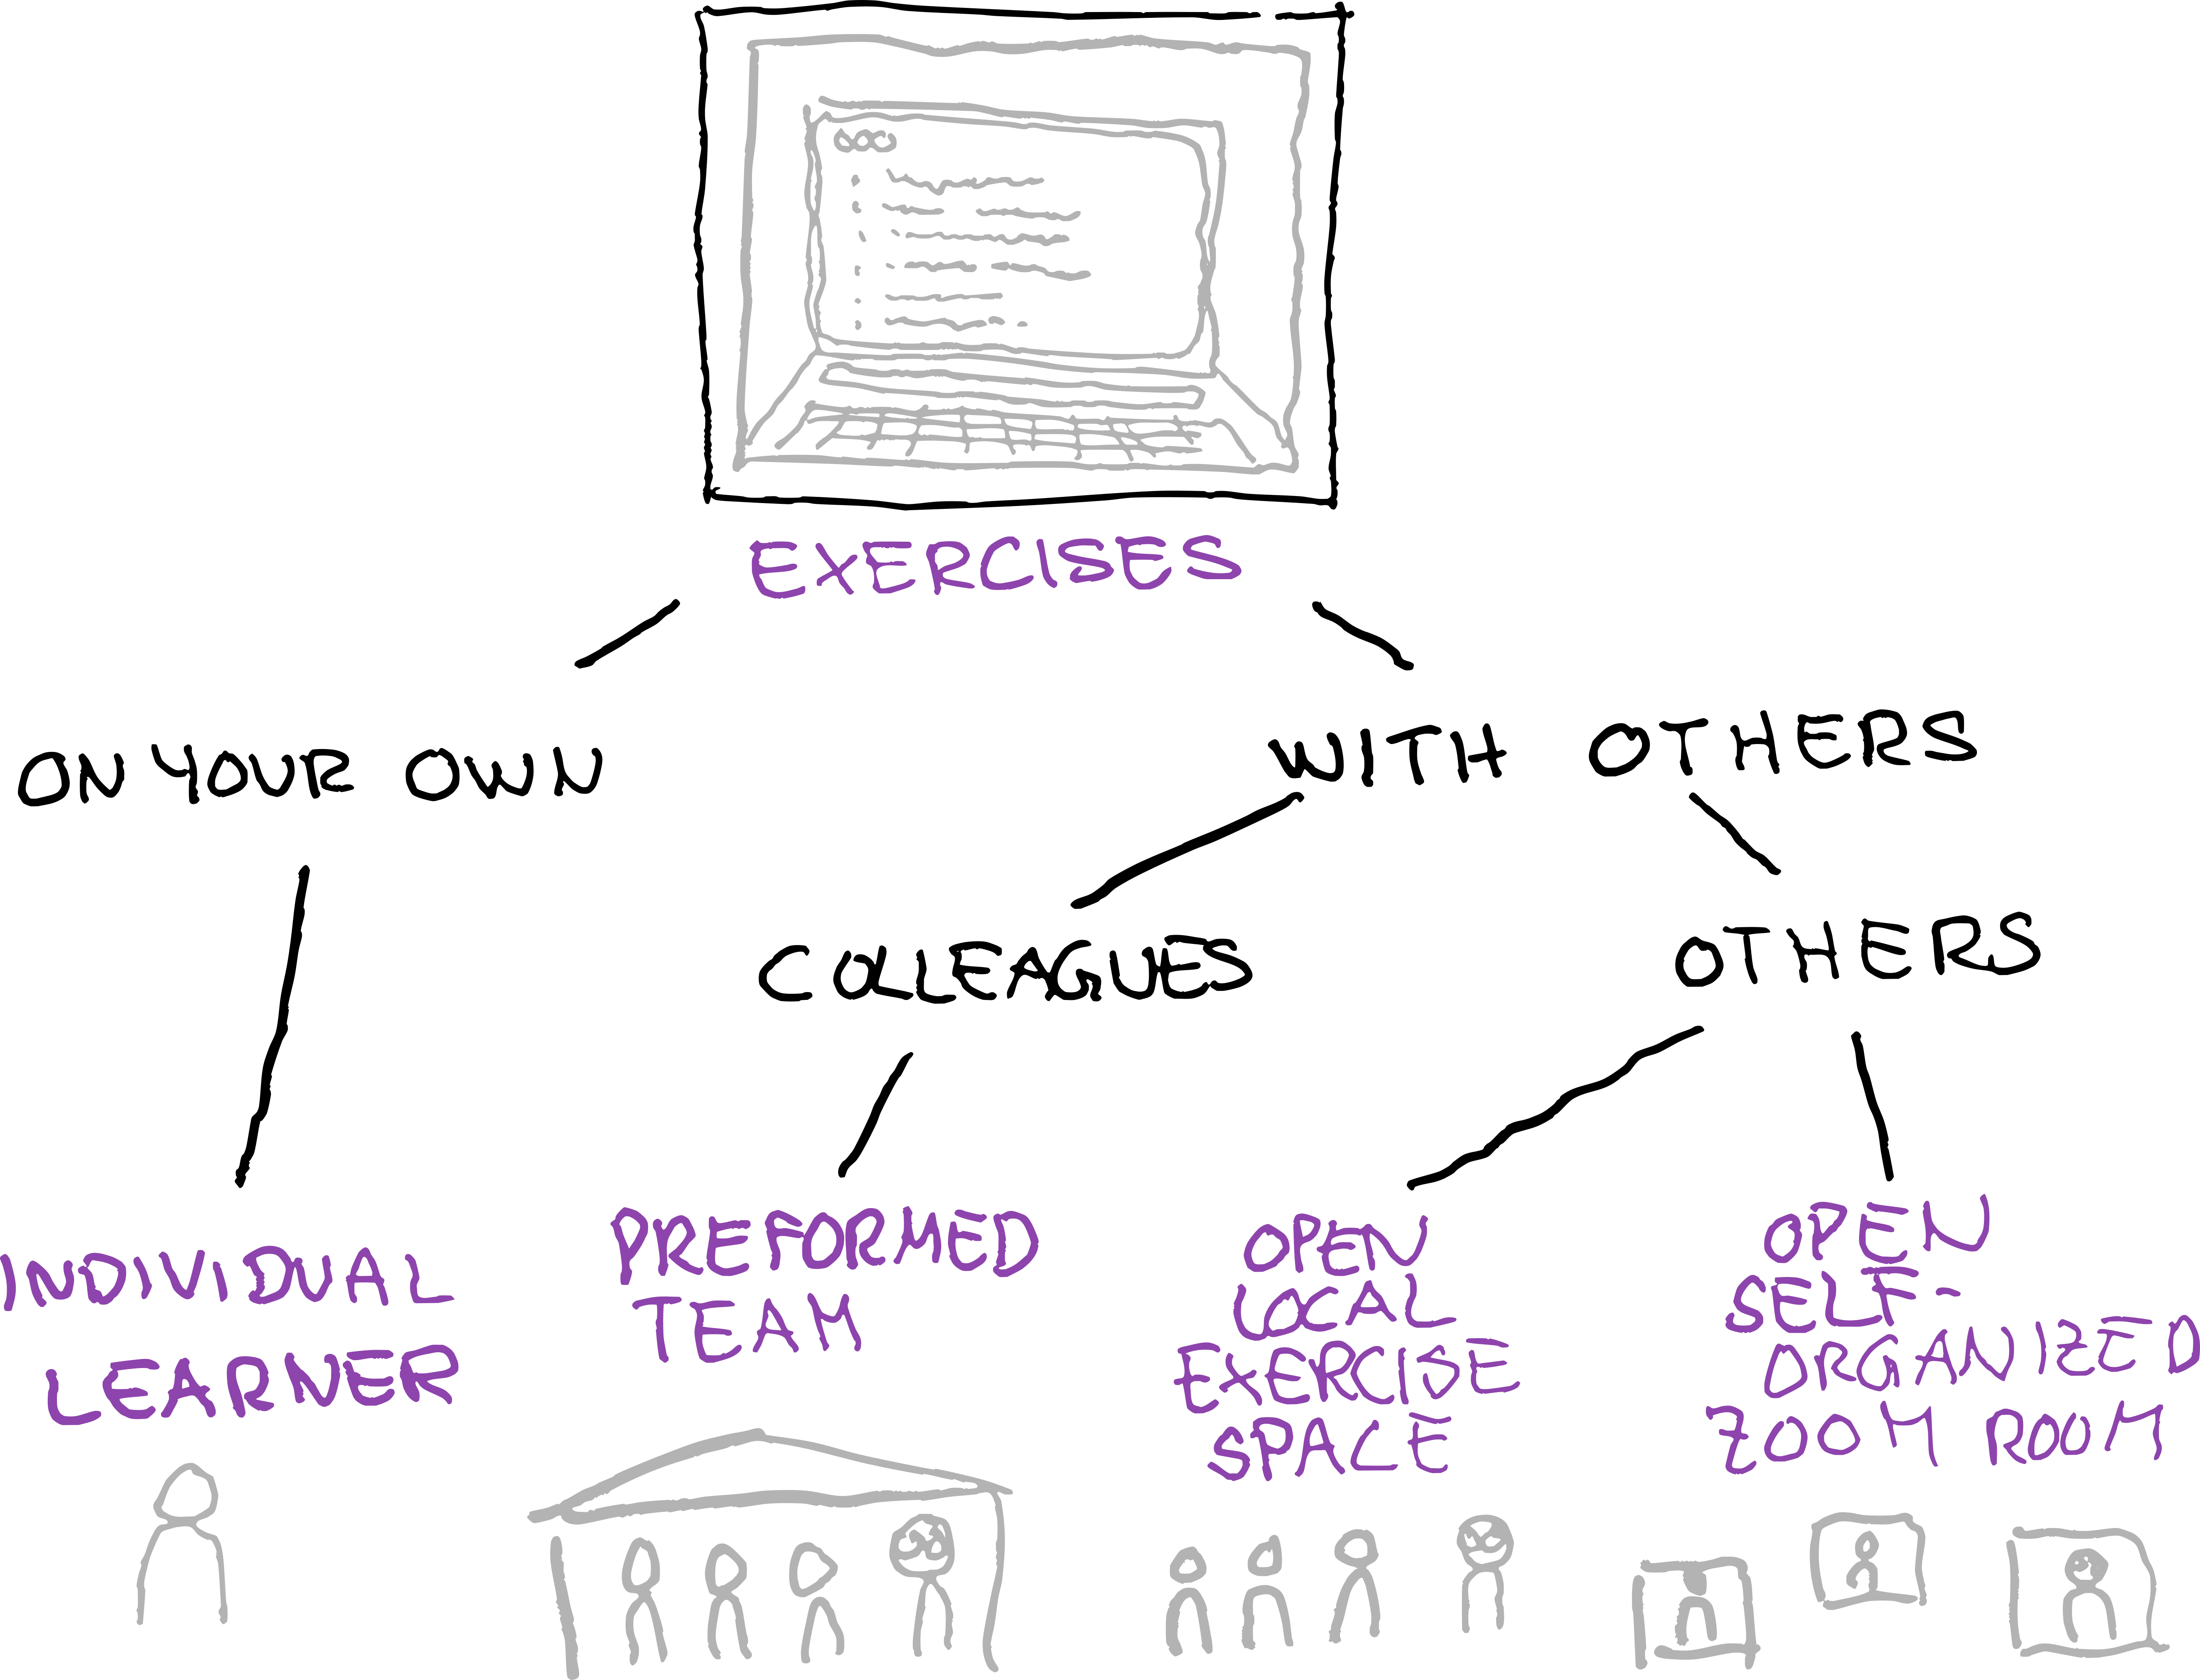 EXERCISES
ON YOUR OWN
WITH OTHERS
COLLEAGUES
OTHERS
INDIVIDUAL
LEARNER
PREFORMED
TEAM
OPEN
LOCAL
EXERCISE
SPACE
OPEN
SELF-
ORGANIZED
ZOOM ROOM